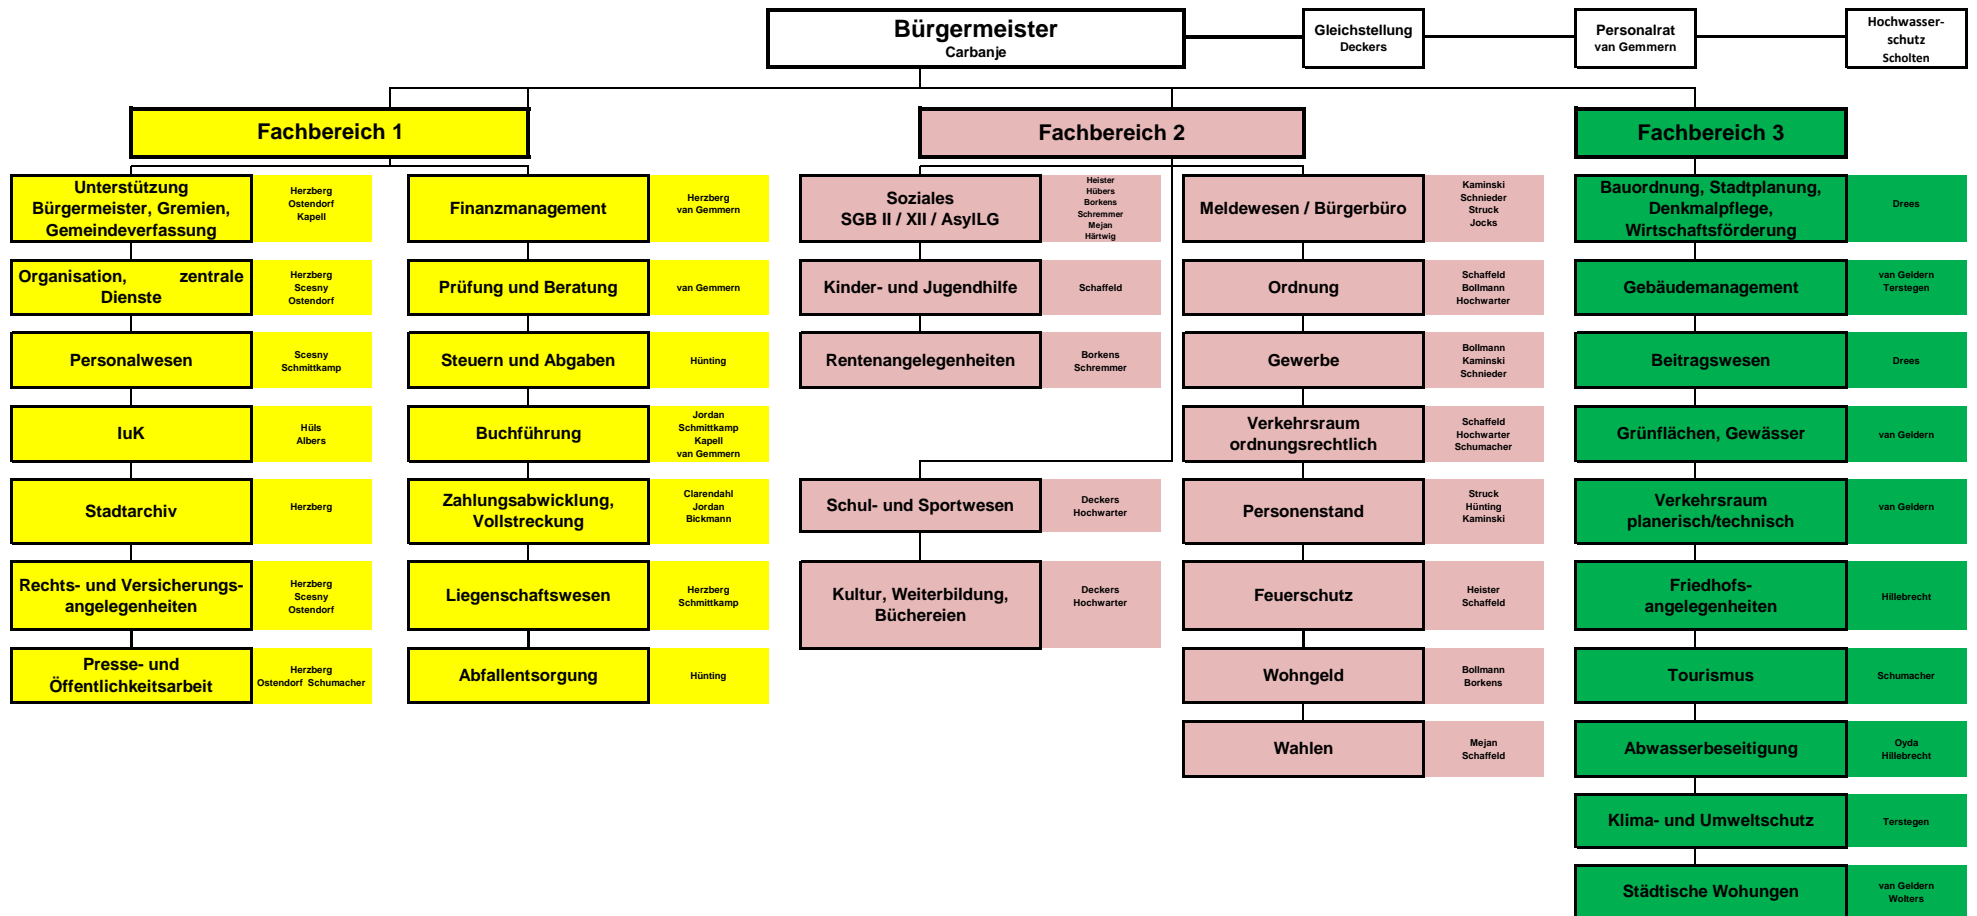 Bürgermeister
Carbanje
Gleichstellung
Deckers
Personalrat
van Gemmern
Hochwasser-
schutz
Scholten
Fachbereich 1
Fachbereich 2
Fachbereich 3
Unterstützung
Bürgermeister, Gremien,
Gemeindeverfassung
Herzberg
Ostendorf
Kapell
Organisation, zentrale
Dienste
Herzberg
Scesny
Ostendorf
Personalwesen
Scesny
Schmittkamp
IuK
Hüls
Albers
Stadtarchiv
Herzberg
Rechts- und Versicherungs-
angelegenheiten
Herzberg
Scesny
Ostendorf
Presse- und
Öffentlichkeitsarbeit
Herzberg
Ostendorf Schumacher
Finanzmanagement
Herzberg
van Gemmern
Prüfung und Beratung
van Gemmern
Steuern und Abgaben
Hünting
Buchführung
Jordan
Schmittkamp
Kapell
van Gemmern
Zahlungsabwicklung,
Vollstreckung
Clarendahl
Jordan
Bickmann
Liegenschaftswesen
Herzberg
Schmittkamp
Abfallentsorgung
Hünting
Soziales
SGB II / XII / AsylLG
Heister
Hübers
Borkens
Schremmer
Mejan
Härtwig
Kinder- und Jugendhilfe
Schaffeld
Rentenangelegenheiten
Borkens
Schremmer
Schul- und Sportwesen
Deckers
Hochwarter
Kultur, Weiterbildung,
Büchereien
Deckers
Hochwarter
Meldewesen / Bürgerbüro
Kaminski
Schnieder
Struck
Jocks
Ordnung
Schaffeld
Bollmann
Hochwarter
Gewerbe
Bollmann
Kaminski
Schnieder
Verkehrsraum
ordnungsrechtlich
Schaffeld
Hochwarter
Schumacher
Personenstand
Struck
Hünting
Kaminski
Feuerschutz
Heister
Schaffeld
Wohngeld
Bollmann
Borkens
Wahlen
Mejan
Schaffeld
Bauordnung, Stadtplanung,
Denkmalpflege,
Wirtschaftsförderung
Drees
Gebäudemanagement
van Geldern
Terstegen
Beitragswesen
Drees
Grünflächen, Gewässer
van Geldern
Verkehrsraum
planerisch/technisch
van Geldern
Friedhofs-
angelegenheiten
Hillebrecht
Tourismus
Schumacher
Abwasserbeseitigung
Oyda
Hillebrecht
Klima- und Umweltschutz
Terstegen
Städtische Wohungen
van Geldern
Wolters